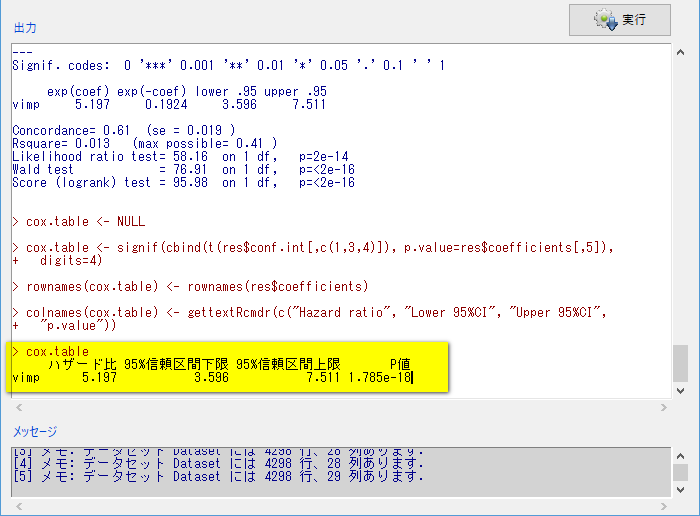 実行
出力
---
Signif. codes:  0 '***' 0.001 '**' 0.01 '*' 0.05 '.' 0.1 ' ' 1
exp(coef) exp(-coef) lower .95 upper .95
vimp     5.197     0.1924     3.596     7.511
Concordance= 0.61  (se = 0.019 )
Rsquare= 0.013   (max possible= 0.41 )
Likelihood ratio test= 58.16  on 1 df,   p=2e-14
Wald test            = 76.91  on 1 df,   p=<2e-16
Score (logrank) test = 95.98  on 1 df,   p=<2e-16
> cox.table <- NULL
> cox.table <- signif(cbind(t(res$conf.int[,c(1,3,4)]), p.value=res$coefficients[,5]),
+   digits=4)
> rownames(cox.table) <- rownames(res$coefficients)
> colnames(cox.table) <- gettextRcmdr(c("Hazard ratio", "Lower 95%CI", "Upper 95%CI",
+   "p.value"))
> cox.table
ハザード比 95%信頼区間下限 95%信頼区間上限       P値
vimp     5.197           3.596           7.511 1.785e-18
メッセージ
[3] メモ: データセット Dataset には 4298 行、28 列あります.
[4] メモ: データセット Dataset には 4298 行、28 列あります.
[5] メモ: データセット Dataset には 4298 行、29 列あります.